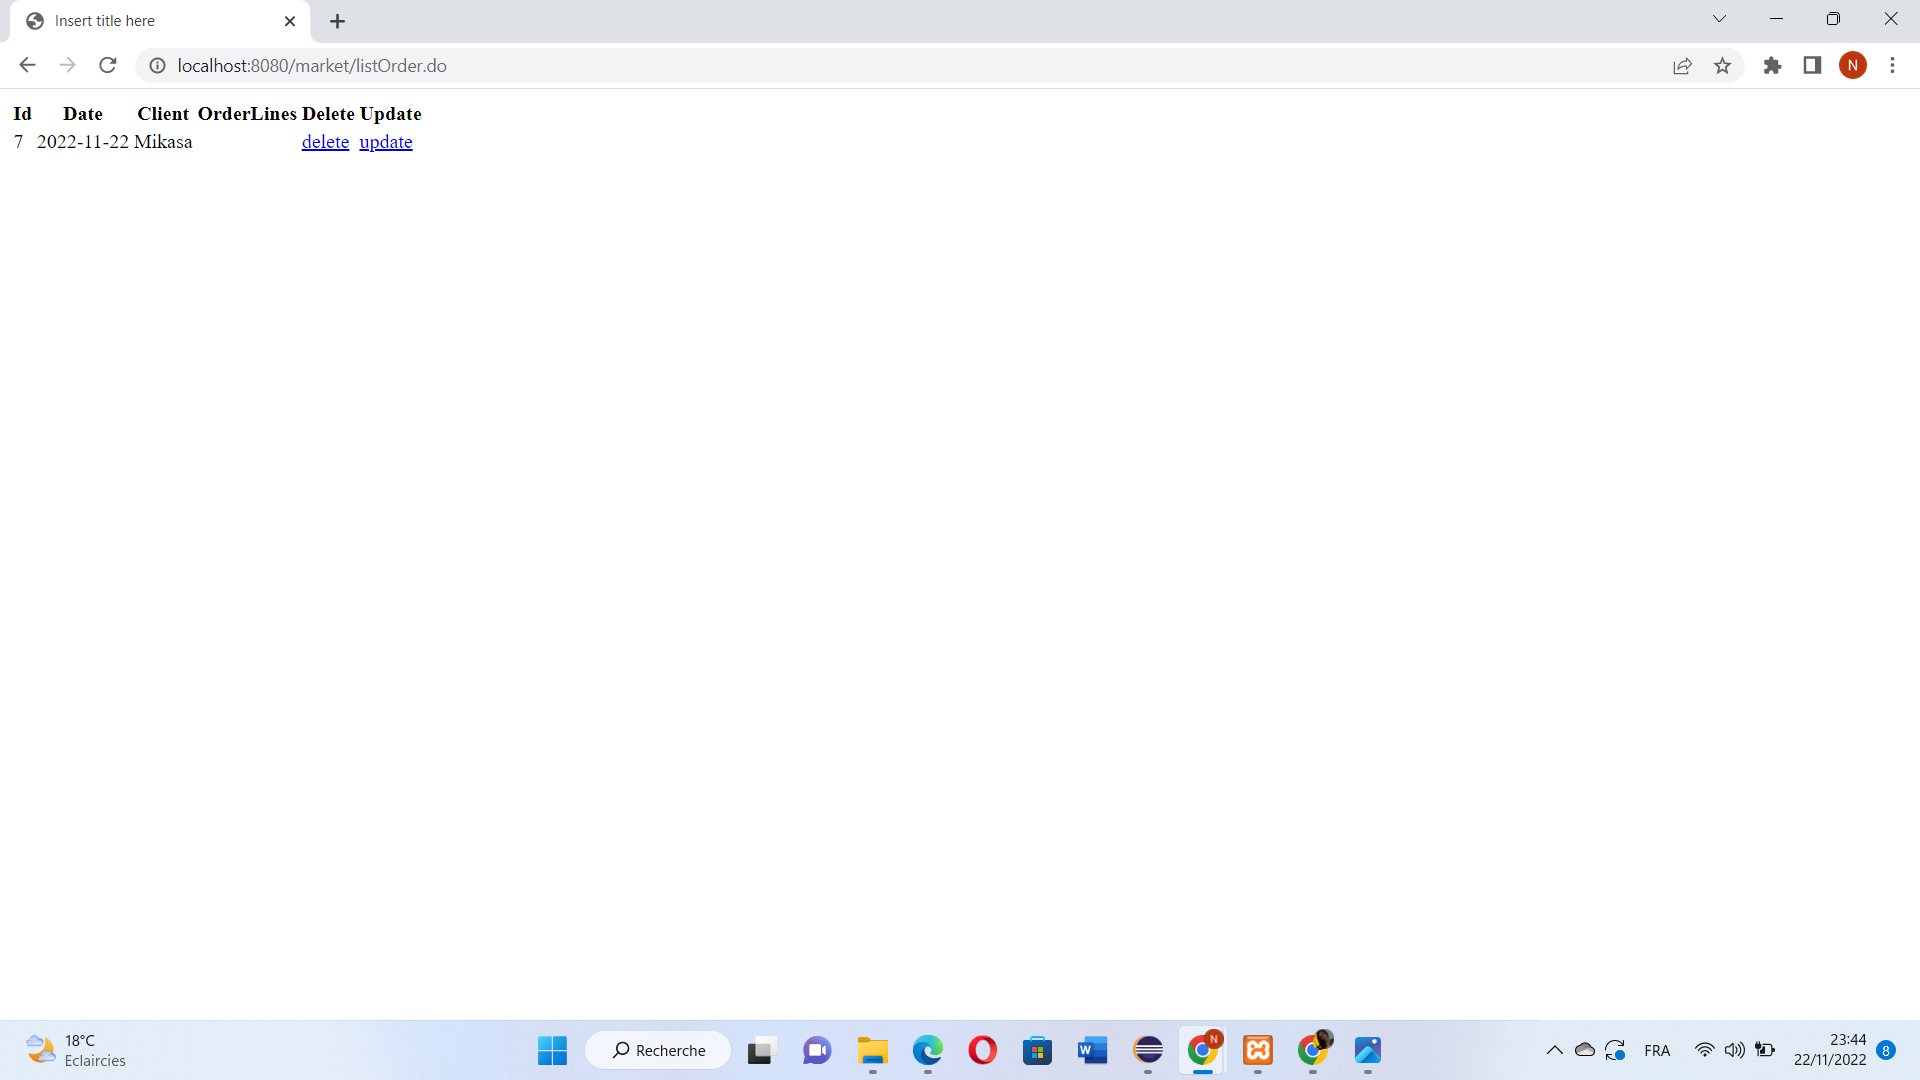 Insert title here
localhost:8080/market/listOrder.do
N
Id Date Client OrderLines Delete Update
7 2022-11-22 Mikasa delete update
18°C
Eclaircies
Recherche
W
N
FRA
23:44
22/11/2022
8